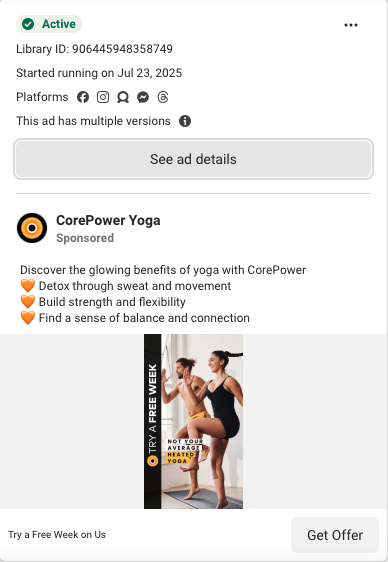 Active
Library ID: 906445948358749
Started running on Jul 23, 2025
Platforms
This ad has multiple versions
See ad details
CorePower Yoga
Sponsored
Discover the glowing benefits of yoga with CorePower
🧡 Detox through sweat and movement
🧡 Build strength and flexibility
🧡 Find a sense of balance and connection
TRY A FREE WEEK
NOT YOUR
AVERAGE
HEATED
YOGA
Try a Free Week on Us
Get Offer